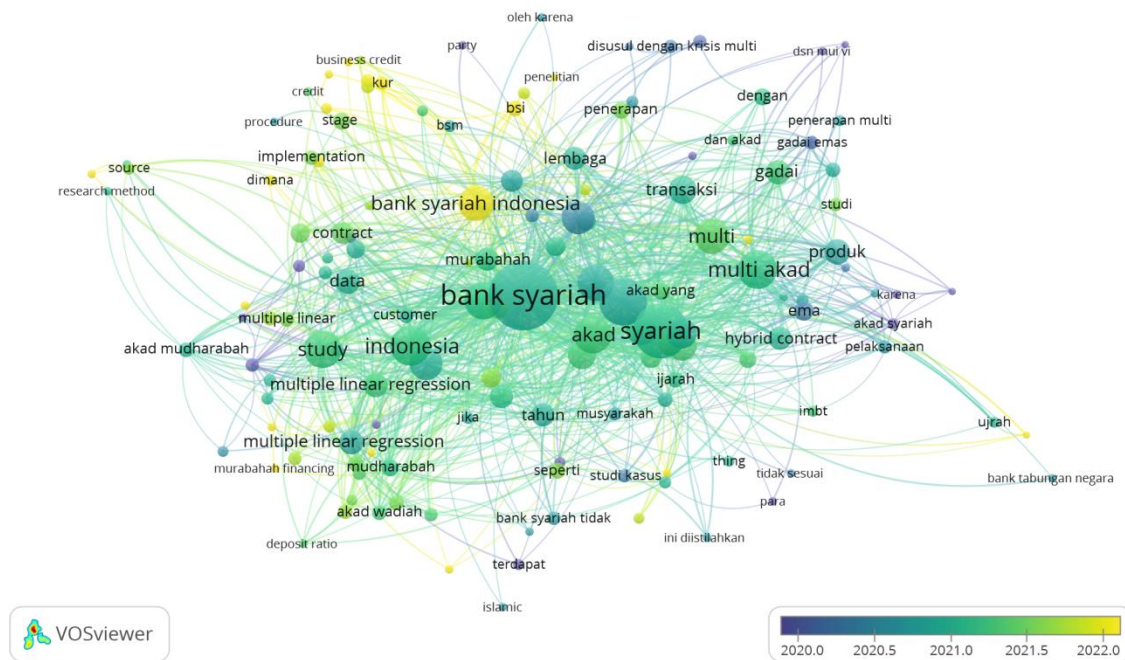 oleh karena
party
disusul dengan krisis multi
dsn mui vi
business credit
kur
penelitian
credit
bsi
penerapan
dengan
procedure
stage
bsm
penerapan multi
dan akad
gadai emas
implementation
lembaga
source
dimana
gadai
research method
transaksi
bank syariah indonesia
studi
contract
multi
murabahah
produk
data
multi akad
akad yang
karena
bank syariah
customer
ema
multiple linear
akad syariah
akad
syariah
hybrid contract
pelaksanaan
akad mudharabah
study
indonesia
ijarah
multiple linear regression
jika
tahun
musyarakah
imbt
ujrah
multiple linear regression
murabahah financing
mudharabah
thing
seperti
studi kasus
tidak sesuai
bank tabungan negara
para
akad wadiah
bank syariah tidak
deposit ratio
ini diistilahkan
terdapat
islamic
VOSviewer
2020.0 2020.5 2021.0 2021.5 2022.0